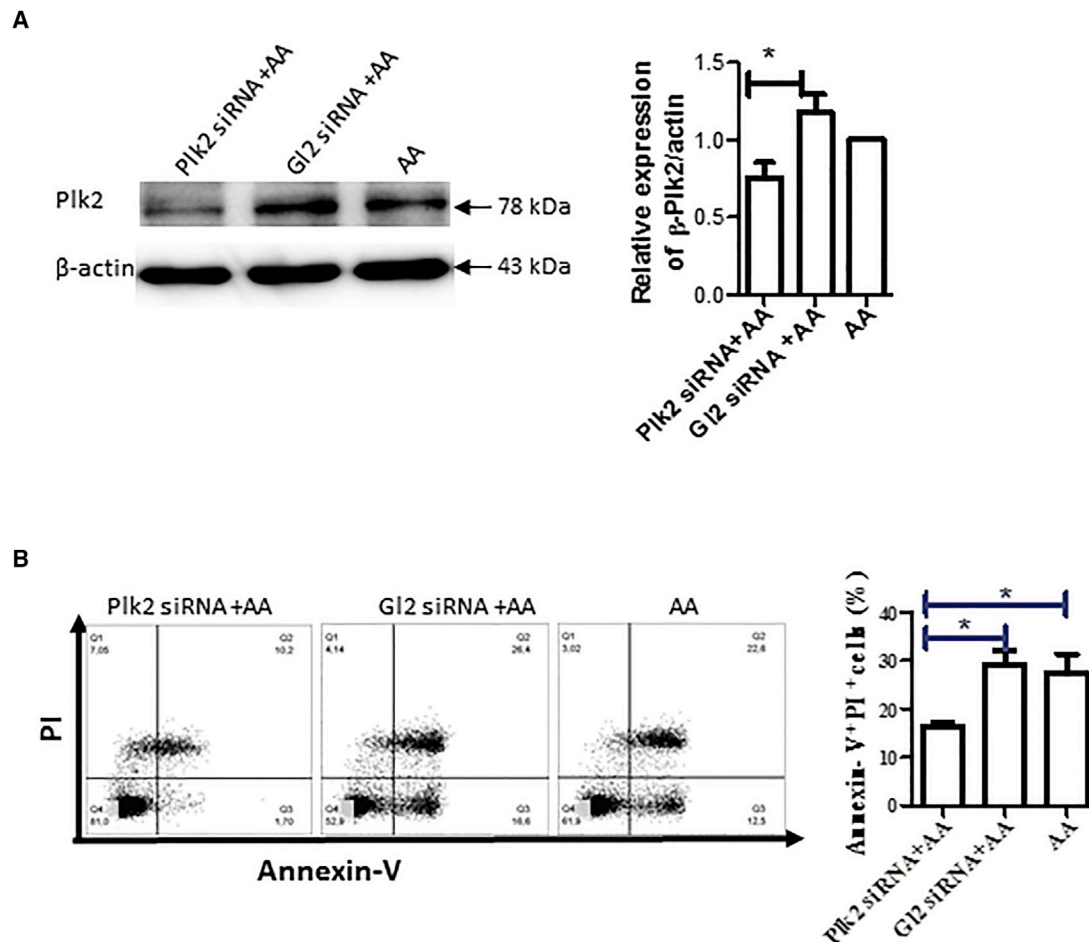 A
Plk2 siRNA +AA
Gl2 siRNA +AA
AA
Plk2
78 kDa
β-actin
43 kDa
Relative expression
of β-Plk2/actin
1.5
1.0
0.5
0.0
*
Plk2 siRNA+AA
Gl2 siRNA +AA
AA
B
Plk2 siRNA +AA
Gl2 siRNA +AA
AA
PI
Q1
7,05
Q2
10,2
Q4
81,0
Q3
1,70
Q1
4,14
Q2
26,4
Q4
52,9
Q3
16,6
Q1
3,02
Q2
22,6
Q4
61,9
Q3
12,5
Annexin-V
Annexin- V+ PI + cells (%)
40
30
20
10
0
*
*
Plk2 siRNA+AA
Gl2 siRNA+AA
AA